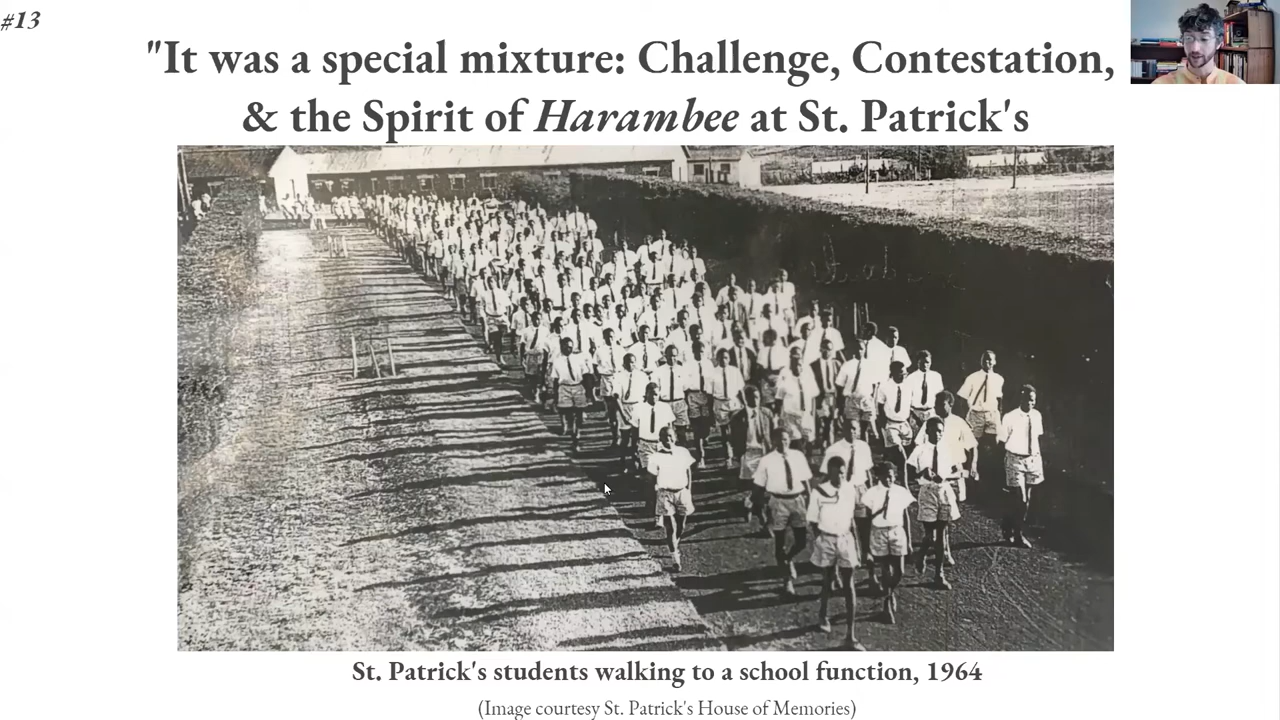 #13
"It was a special mixture: Challenge, Contestation,
& the Spirit of Harambee at St. Patrick's
St. Patrick's students walking to a school function, 1964
(Image courtesy St. Patrick's House of Memories)